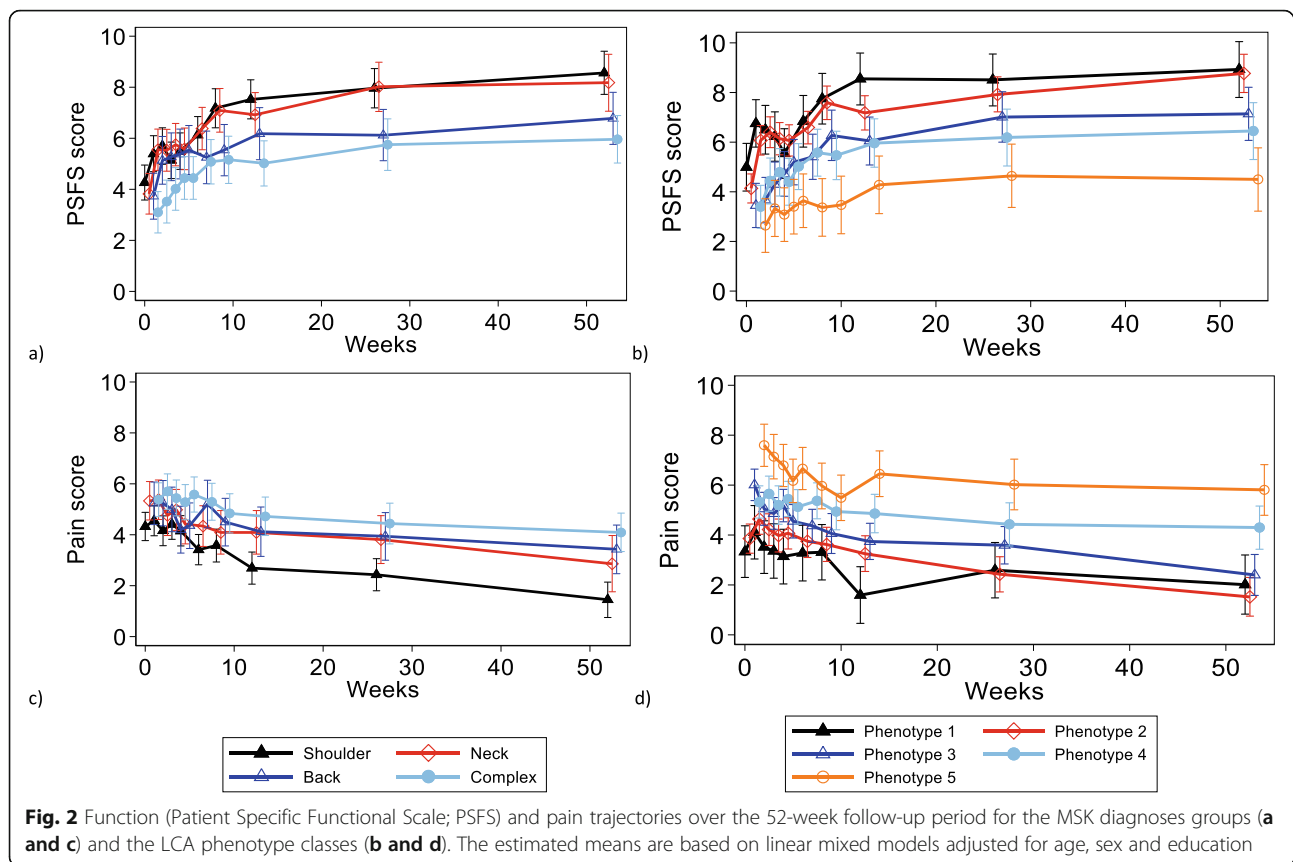 10
8
6
4
2
0
PSFS score
0 10 20 30 40 50
Weeks
a)
10
8
6
4
2
0
PSFS score
0 10 20 30 40 50
Weeks
b)
10
8
6
4
2
0
Pain score
0 10 20 30 40 50
Weeks
c)
10
8
6
4
2
0
Pain score
0 10 20 30 40 50
Weeks
d)
Shoulder Neck
Back Complex
Phenotype 1 Phenotype 2
Phenotype 3 Phenotype 4
Phenotype 5
Fig. 2 Function (Patient Specific Functional Scale; PSFS) and pain trajectories over the 52-week follow-up period for the MSK diagnoses groups (a
and c) and the LCA phenotype classes (b and d). The estimated means are based on linear mixed models adjusted for age, sex and education